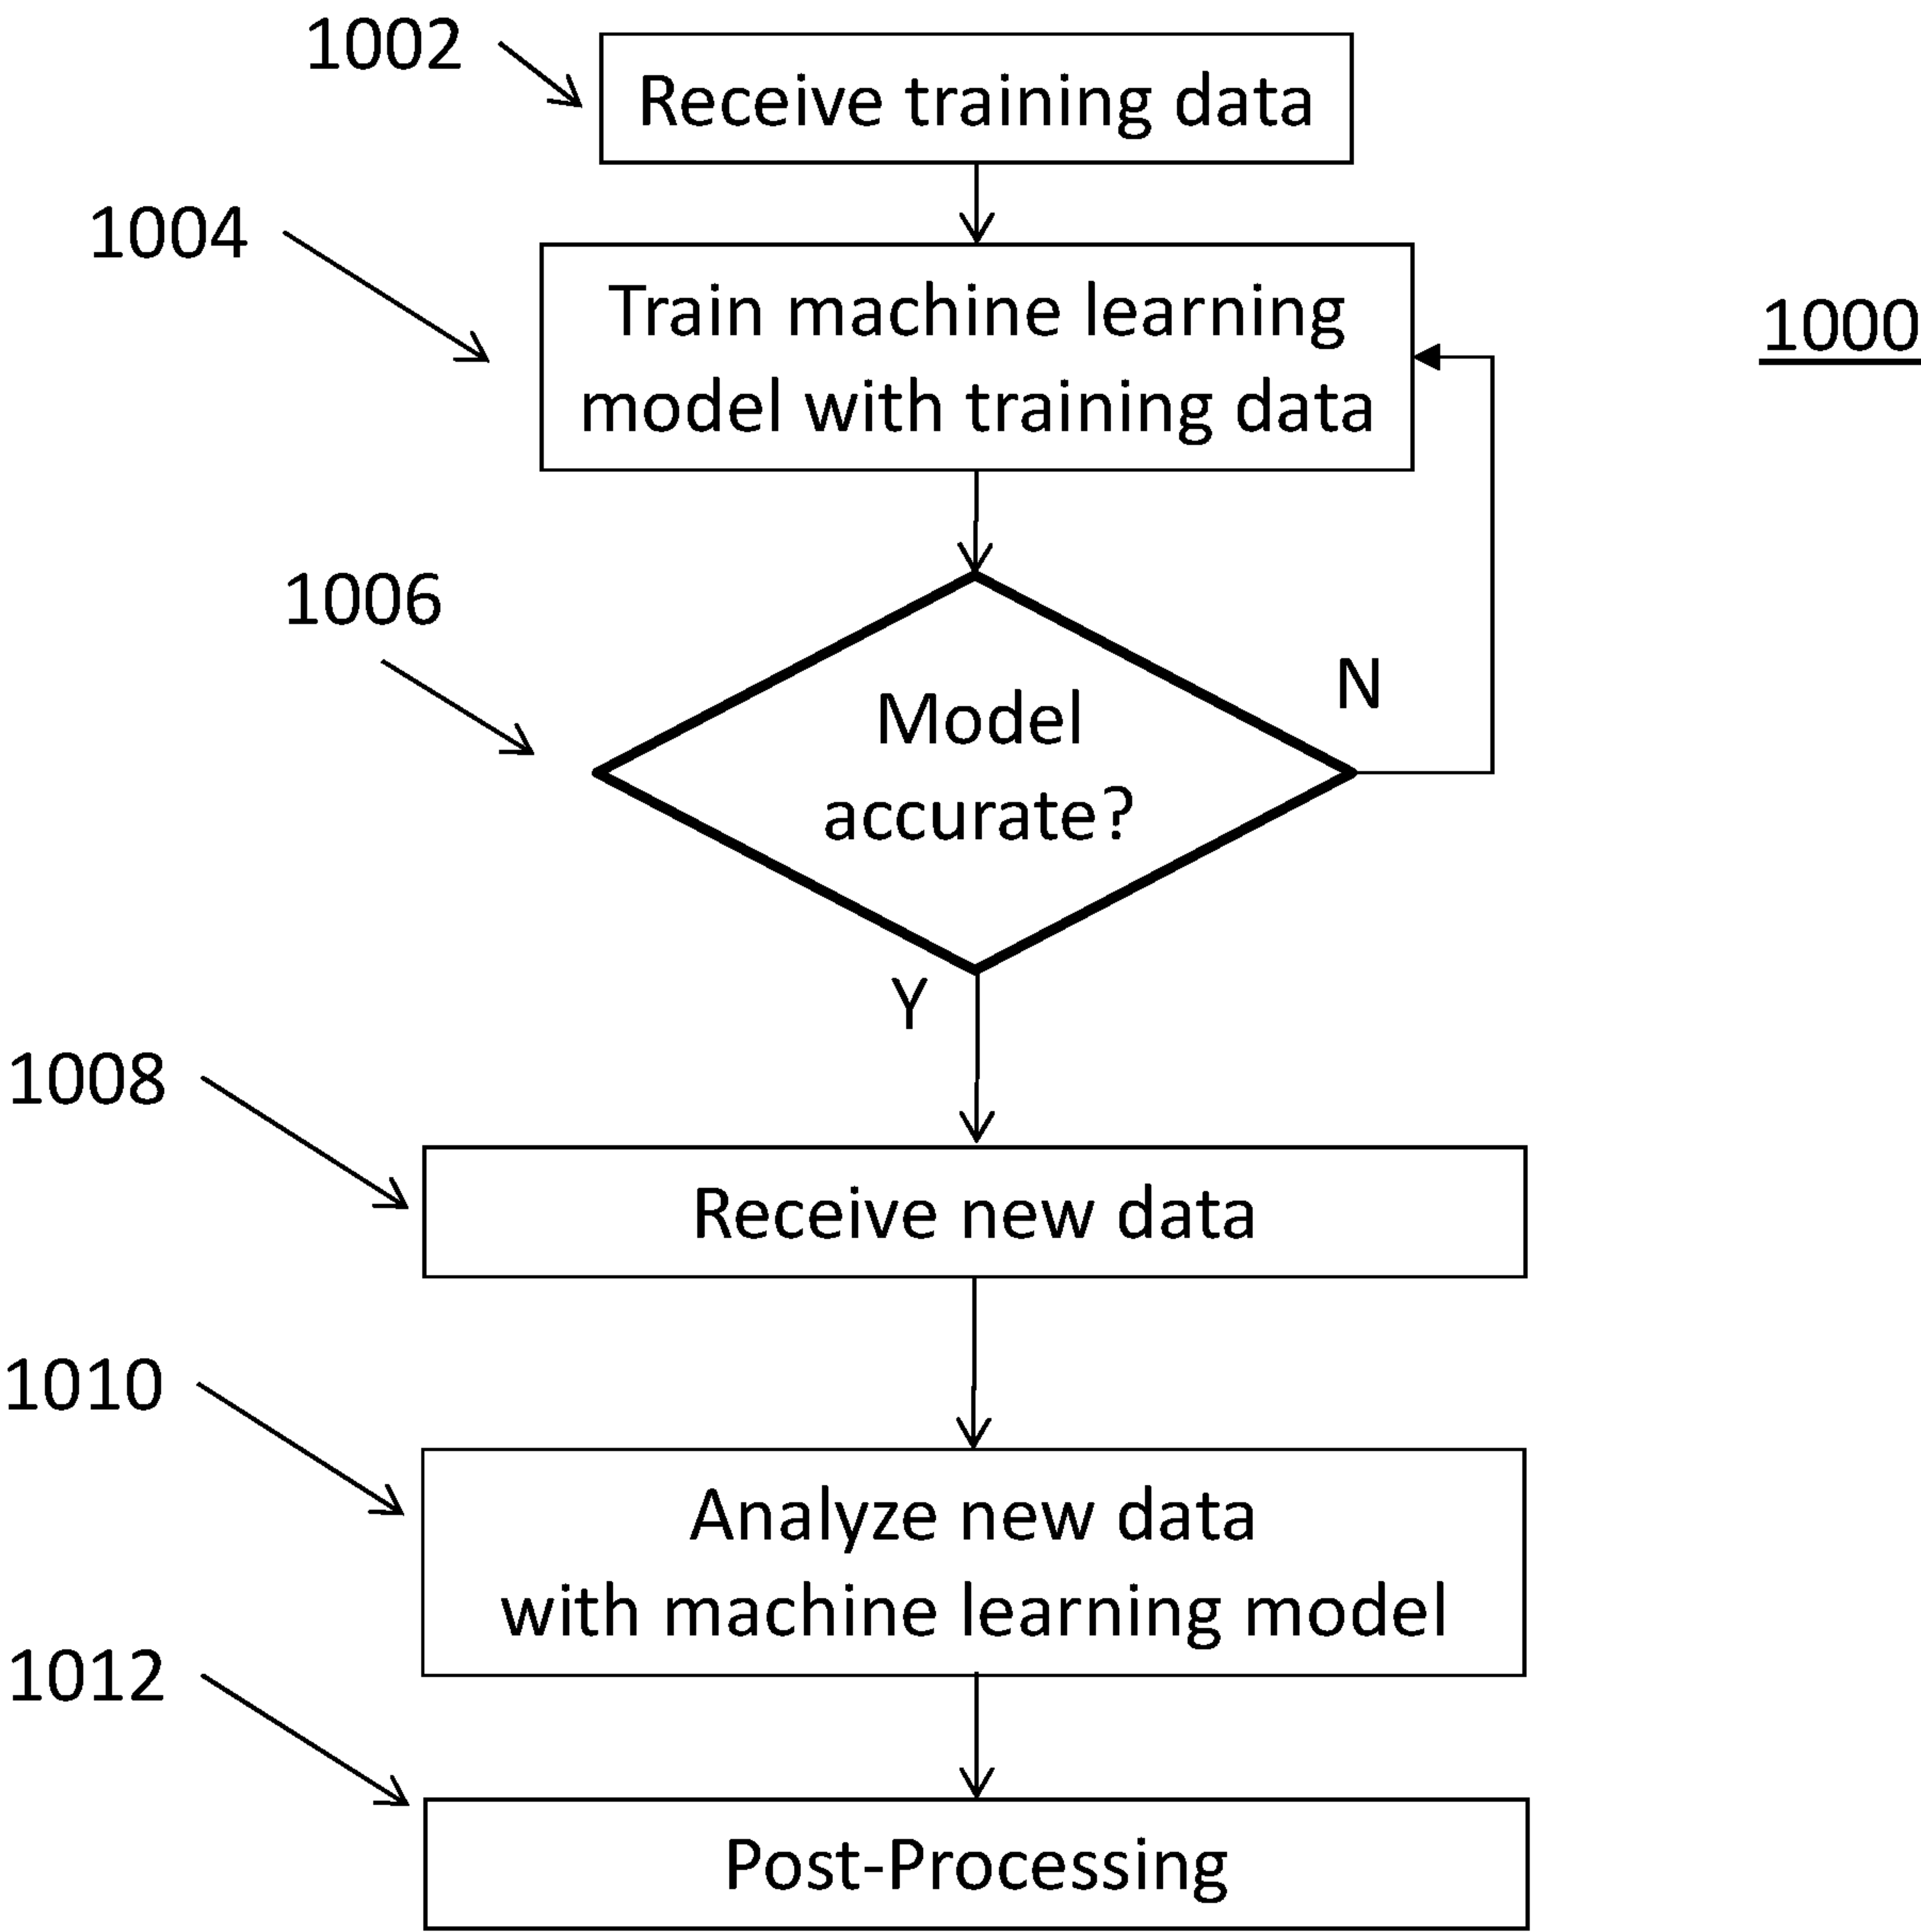 1002
Receive training data
1004
Train machine learning
model with training data
1000
1006
Model
accurate?
N
Y
1008
Receive new data
1010
Analyze new data
with machine learning model
1012
Post-Processing